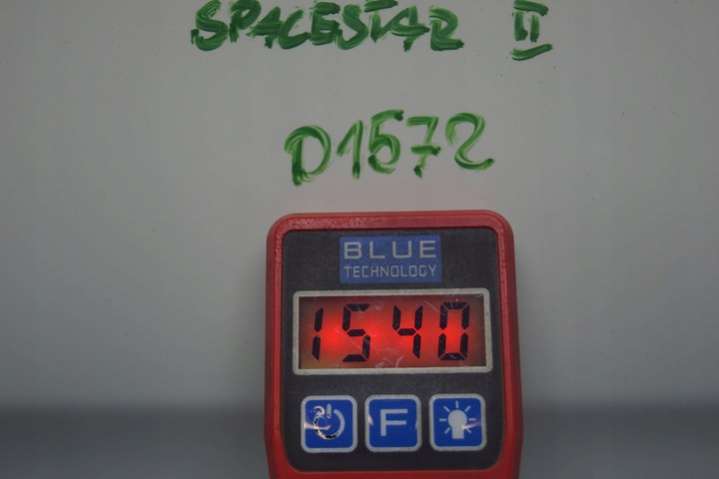 SPACESTAR II
D1572
BLUE
TECHNOLOGY
1540
F